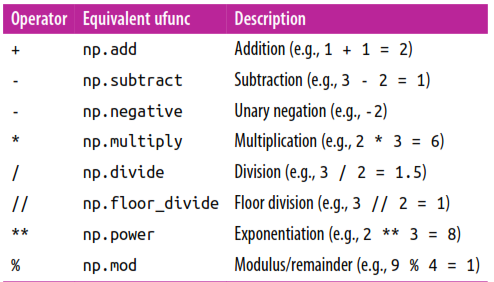 Operator Equivalent ufunc Description
+ np.add Addition (e.g., 1 + 1 = 2)
- np.subtract Subtraction (e.g., 3 - 2 = 1)
- np.negative Unary negation (e.g., -2)
* np.multiply Multiplication (e.g., 2 * 3 = 6)
/ np.divide Division (e.g., 3 / 2 = 1.5)
// np.floor_divide Floor division (e.g., 3 // 2 = 1)
** np.power Exponentiation (e.g., 2 ** 3 = 8)
% np.mod Modulus/remainder (e.g., 9 % 4 = 1)